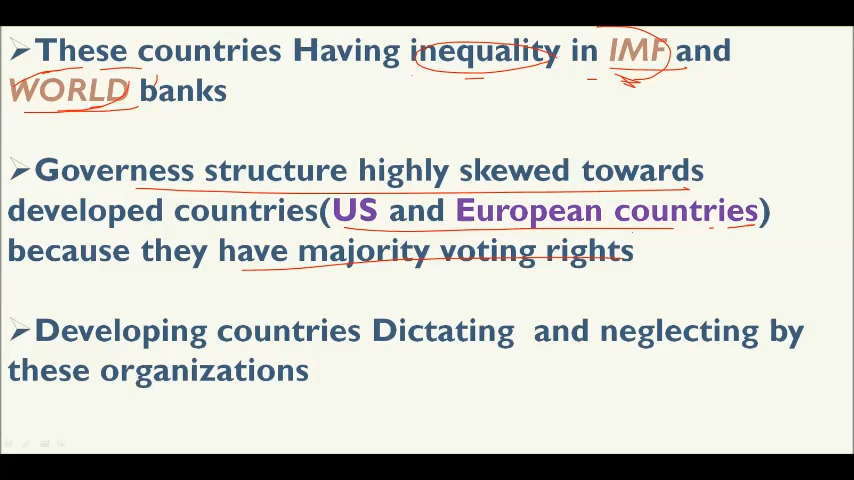 These countries Having inequality in IMF and
WORLD banks
Governess structure highly skewed towards
developed countries(US and European countries)
because they have majority voting rights
Developing countries Dictating and neglecting by
these organizations